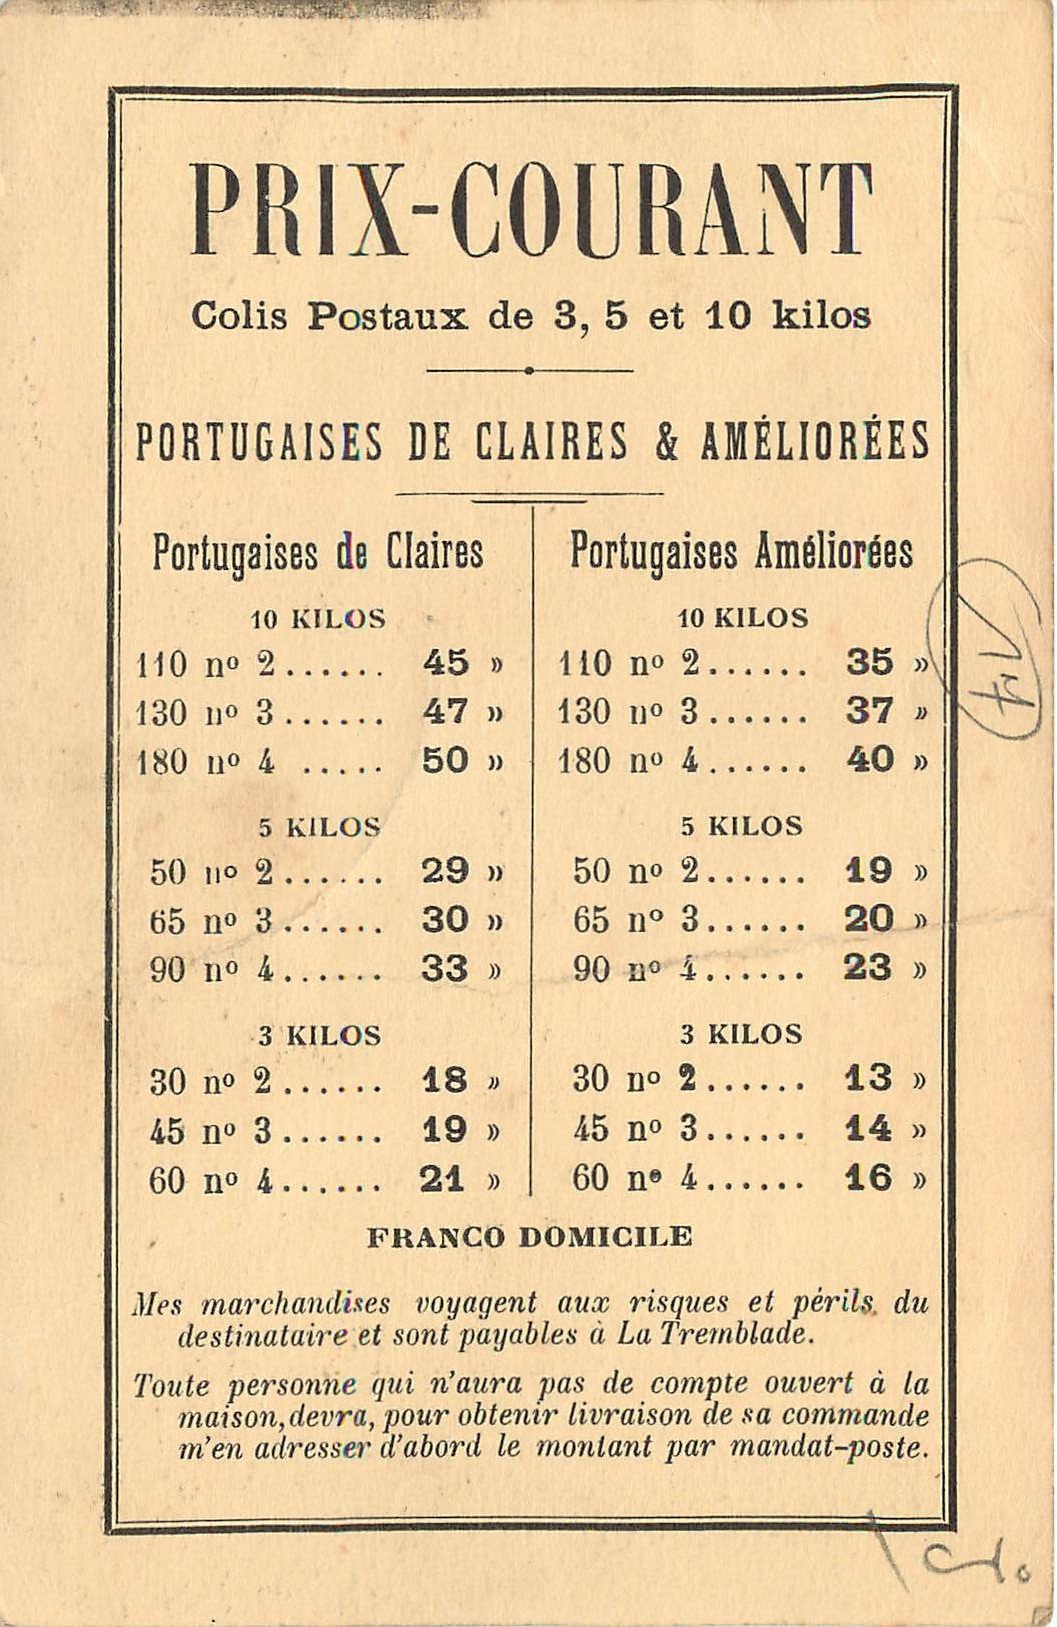 PRIX-COURANT
Colis Postaux de 3, 5 et 10 kilos
PORTUGAISES DE CLAIRES & AMÉLIORÉES
Portugaises de Claires
10 KILOS
110 nº 2...... 45 »
130 nº 3...... 47 »
180 nº 4 ..... 50 »
5 KILOS
50 nº 2...... 29 »
65 nº 3...... 30 »
90 nº 4...... 33 »
3 KILOS
30 nº 2...... 18 »
45 nº 3...... 19 »
60 nº 4...... 21 »
Portugaises Améliorées
10 KILOS
110 nº 2...... 35 »
130 nº 3...... 37 »
180 nº 4...... 40 »
5 KILOS
50 nº 2...... 19 »
65 nº 3...... 20 »
90 nº 4...... 23 »
3 KILOS
30 nº 2...... 13 »
45 nº 3...... 14 »
60 nº 4...... 16 »
FRANCO DOMICILE
Mes marchandises voyagent aux risques et périls du
destinataire et sont payables à La Tremblade.
Toute personne qui n'aura pas de compte ouvert à la
maison, devra, pour obtenir livraison de sa commande
m'en adresser d'abord le montant par mandat-poste.